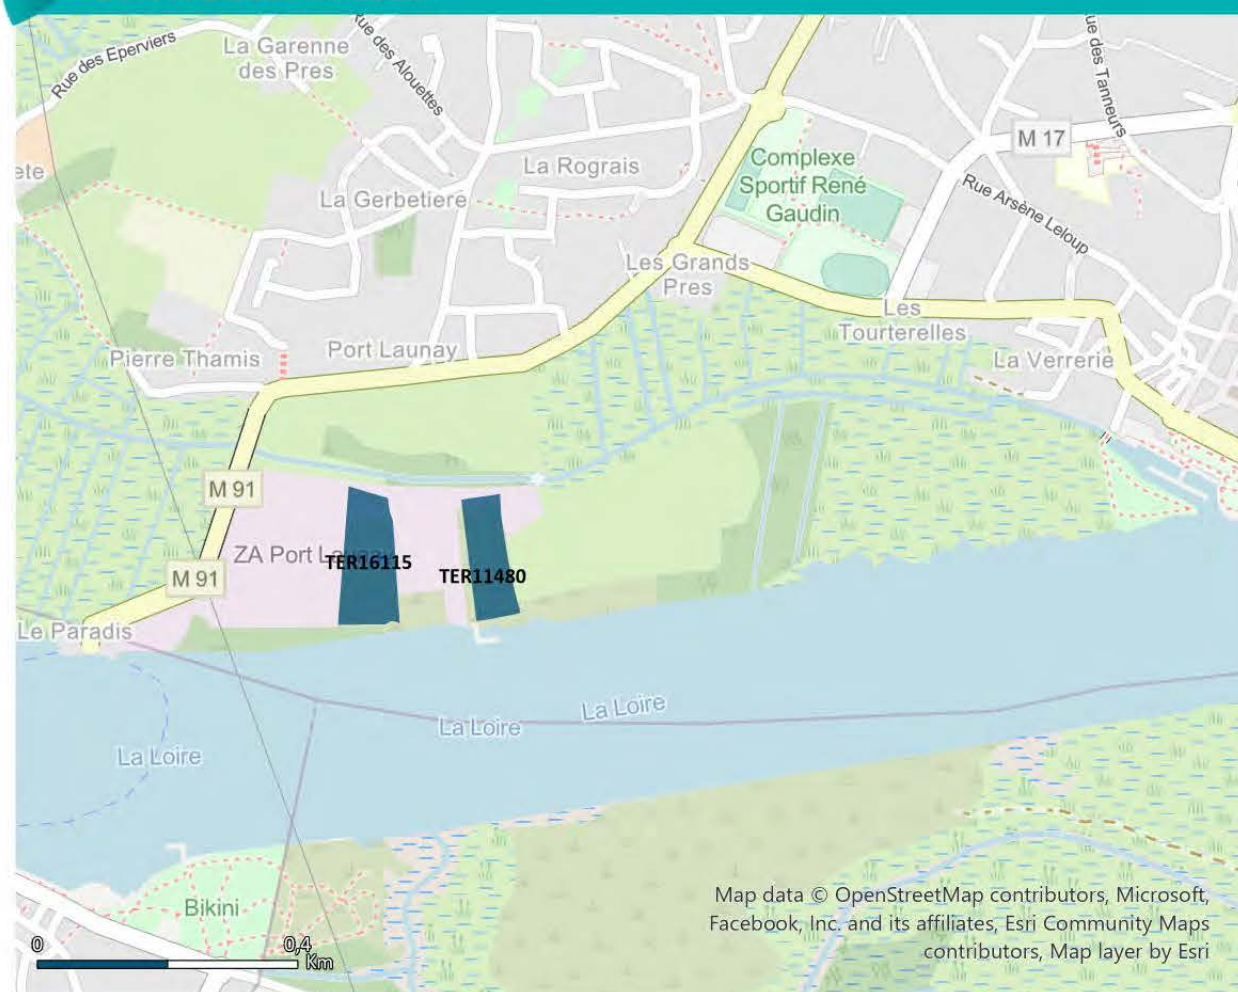 Rue des Eperviers
La Garenne
des Pres
Rue des Alouettes
ue des Tanneurs
M 17
Complexe
Sportif René
Gaudin
La Rograis
ete
La Gerbetiere
Rue Arsène Leloup
Les Grands
Pres
Les
Tourterelles
Pierre Thamis
Port Launay
La Verrerie
M 91
ZA Port
TER16115
TER11480
M 91
Le Paradis
La Loire
La Loire
La Loire
Bikini
0
0,4
Km
Map data © OpenStreetMap contributors, Microsoft,
Facebook, Inc. and its affiliates, Esri Community Maps
contributors, Map layer by Esri